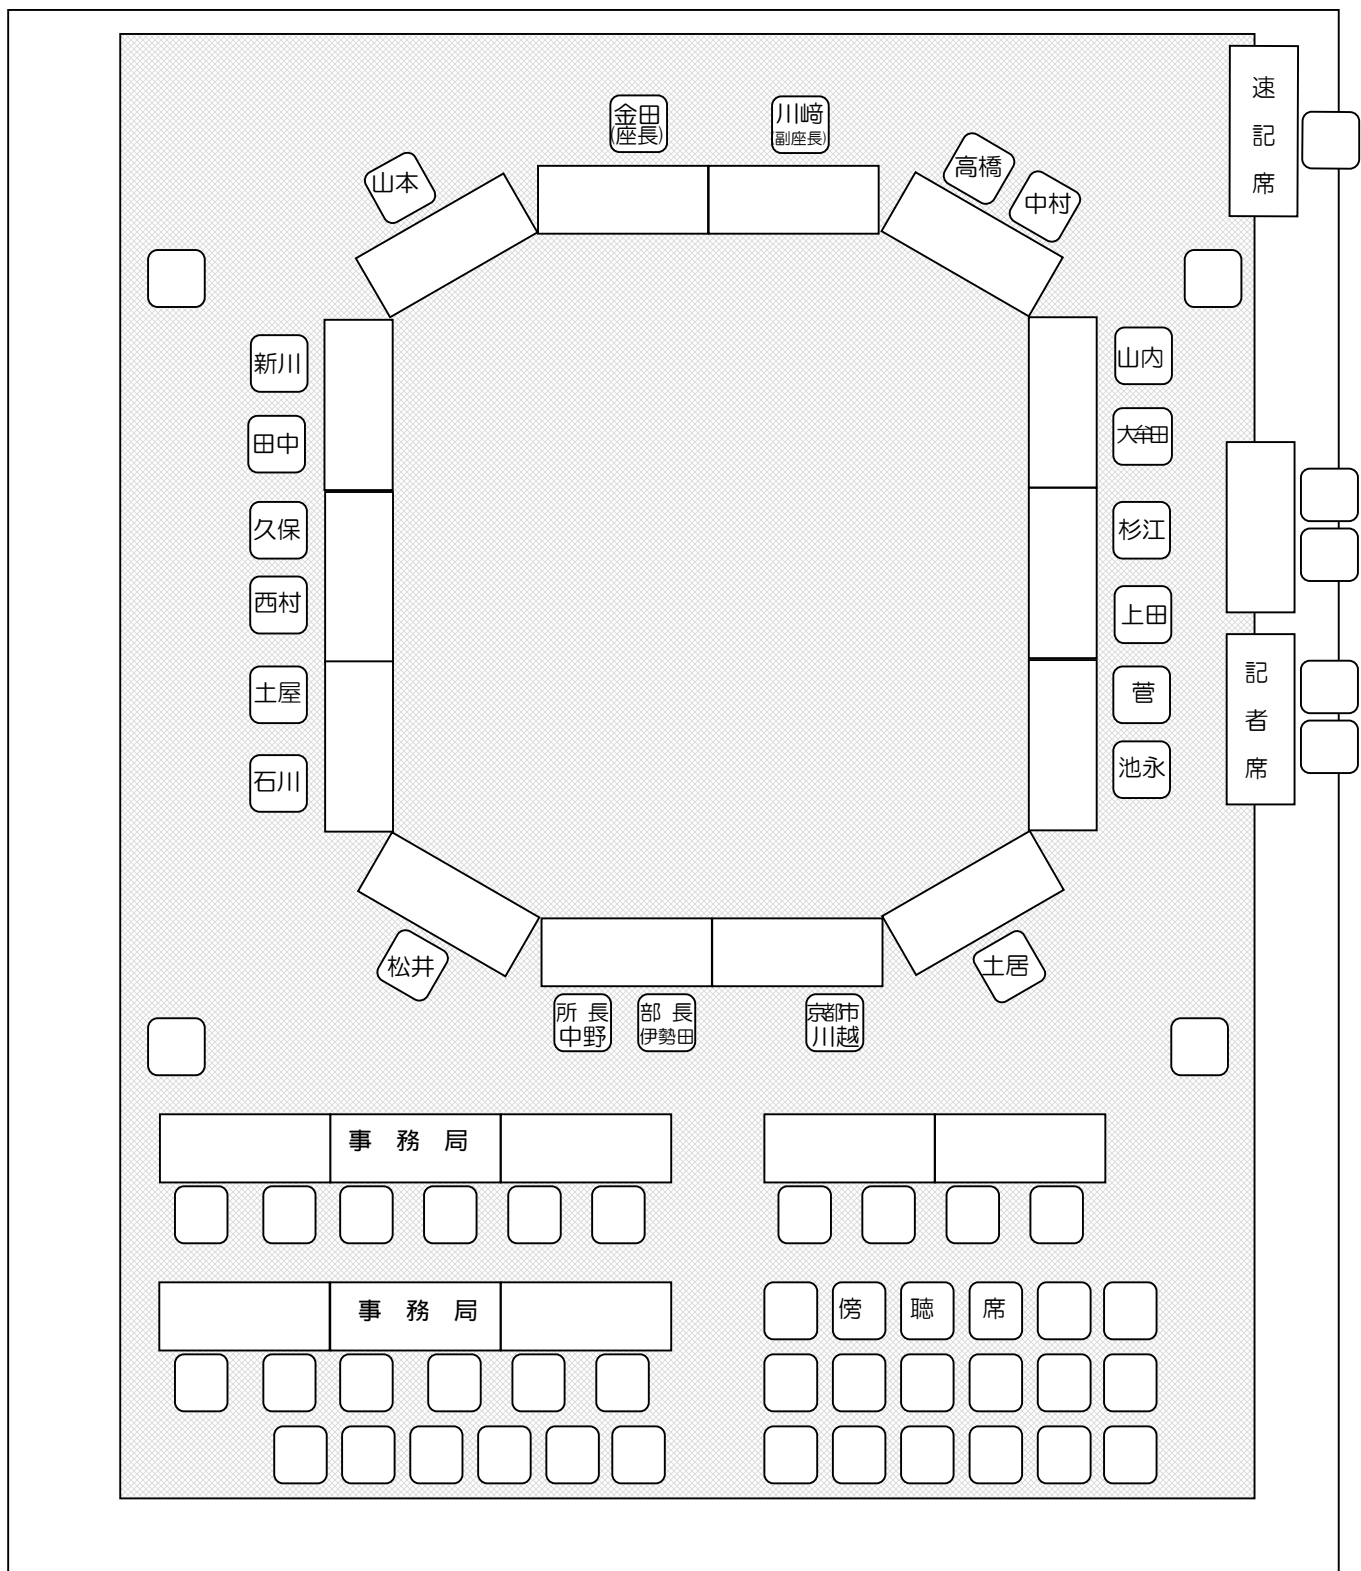 金田
(座長)
川﨑
(副座長)
速記席
山本
高橋
中村
新川
山内
田中
大牟田
久保
杉江
西村
上田
土屋
菅
石川
池永
記者席
松井
土居
所長
中野
部長
伊勢田
京都市
川越
事務局
事務局
傍聴席